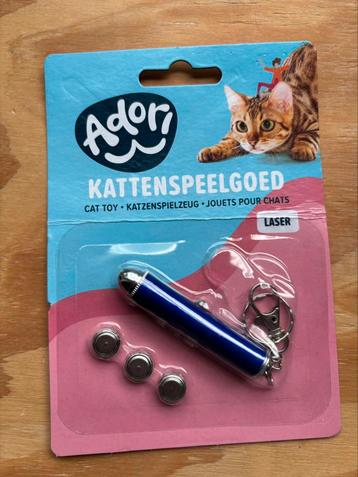 Adori
KATTENSPEELGOED
CAT TOY • KATZENSPIELZEUG • JOUETS POUR CHATS
LASER